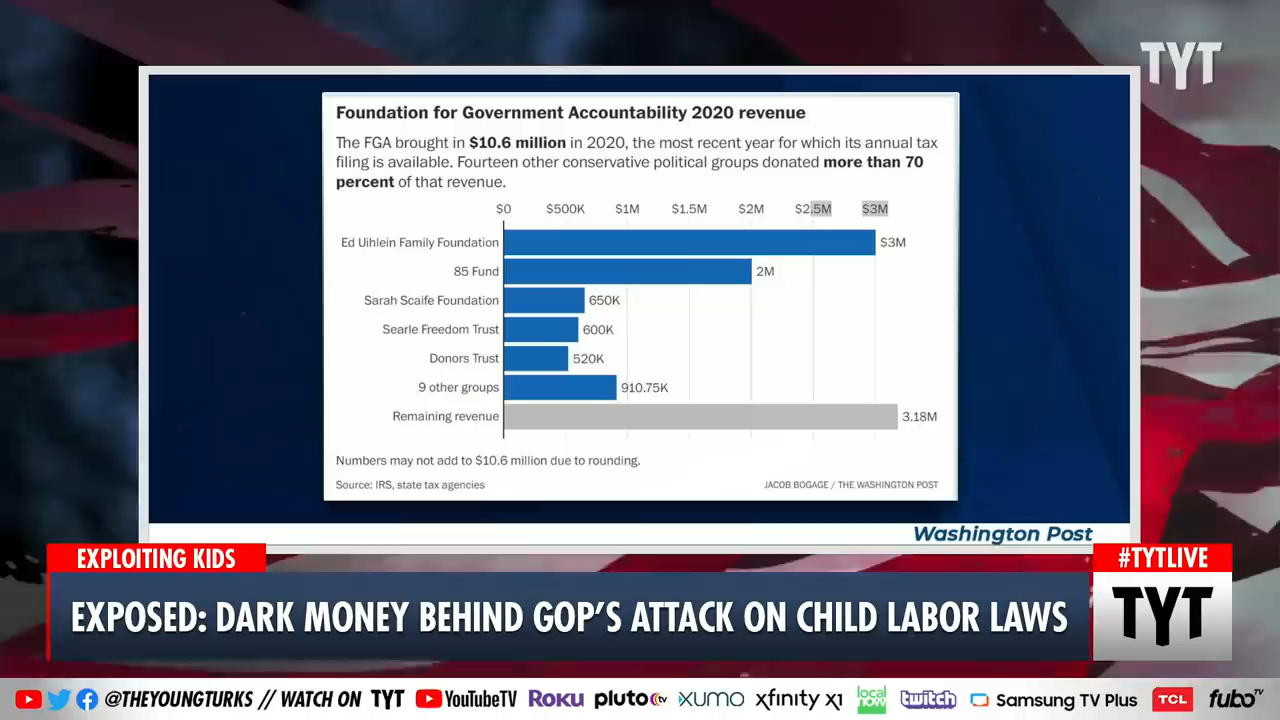 TYT
Foundation for Government Accountability 2020 revenue
The FGA brought in $10.6 million in 2020, the most recent year for which its annual tax
filing is available. Fourteen other conservative political groups donated more than 70
percent of that revenue.
$0 $500K $1M $1.5M $2M $2.5M $3M
Ed Uihlein Family Foundation $3M
85 Fund 2M
Sarah Scaife Foundation 650K
Searle Freedom Trust 600K
Donors Trust 520K
9 other groups 910.75K
Remaining revenue 3.18M
Numbers may not add to $10.6 million due to rounding.
Source: IRS, state tax agencies JACOB BOGAGE / THE WASHINGTON POST
Washington Post
EXPLOITING KIDS
#TYTLIVE
EXPOSED: DARK MONEY BEHIND GOP'S ATTACK ON CHILD LABOR LAWS
TYT
@THEYOUNGTURKS // WATCH ON TYT YouTubeTV ROKU pluto tv xumo xfinity x1 local now twitch Samsung TV Plus TCL fubo TV